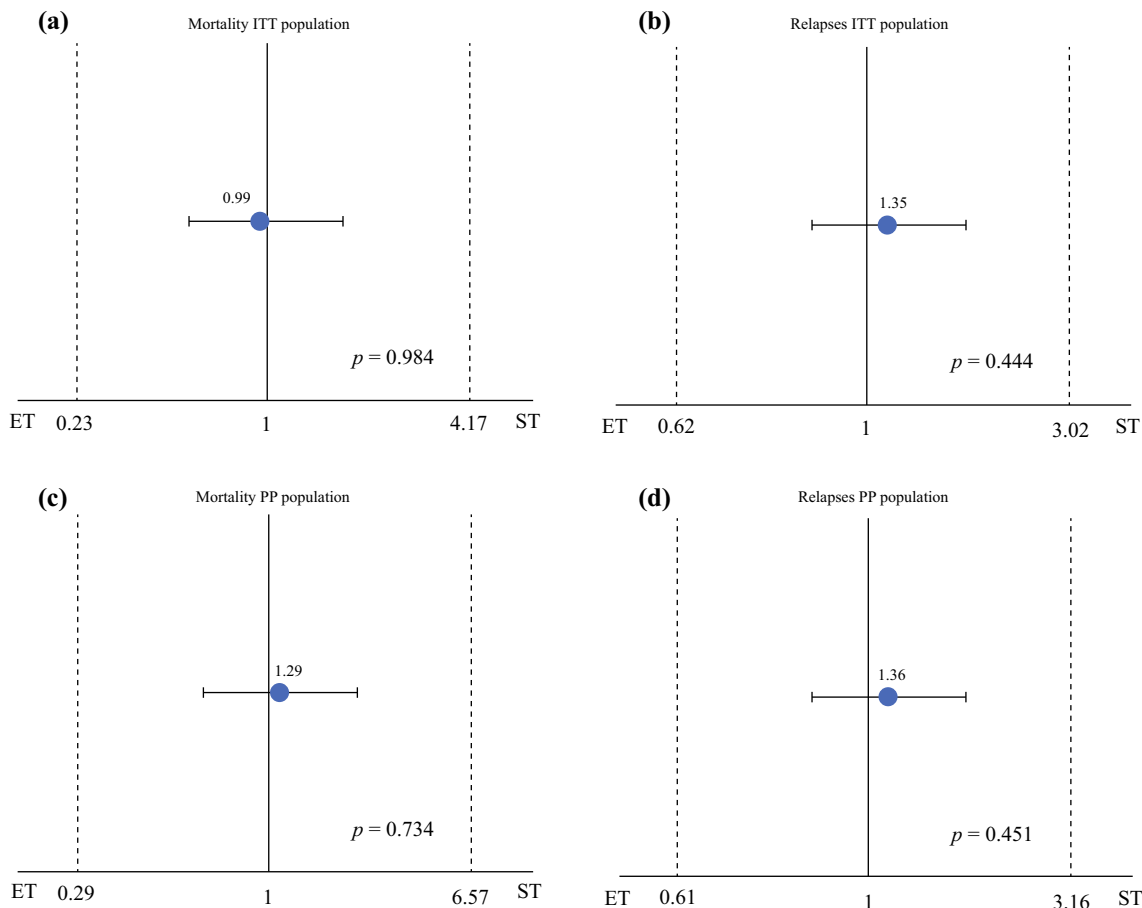 (a)
Mortality ITT population
0.99
p = 0.984
ET 0.23 1 4.17 ST
(b)
Relapses ITT population
1.35
p = 0.444
ET 0.62 1 3.02 ST
(c)
Mortality PP population
1.29
p = 0.734
ET 0.29 1 6.57 ST
(d)
Relapses PP population
1.36
p = 0.451
ET 0.61 1 3.16 ST